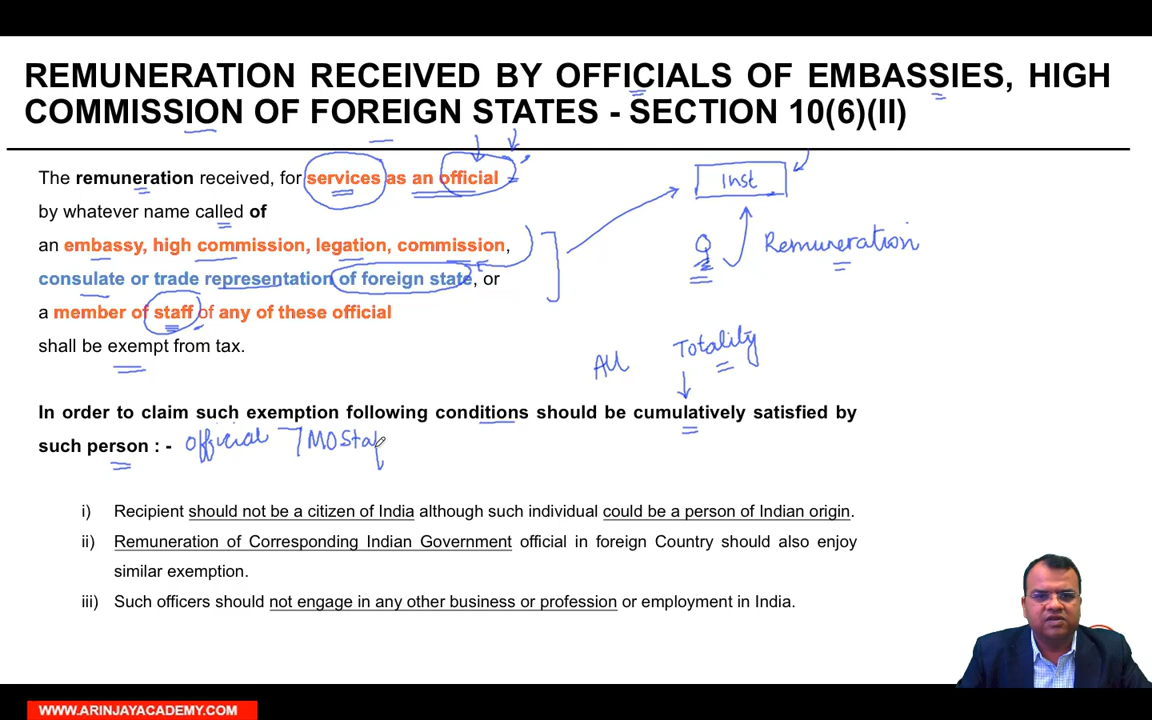 REMUNERATION RECEIVED BY OFFICIALS OF EMBASSIES, HIGH
COMMISSION OF FOREIGN STATES - SECTION 10(6)(II)
The remuneration received, for services as an official
by whatever name called of
an embassy, high commission, legation, commission,
consulate or trade representation of foreign state, or
a member of staff of any of these official
shall be exempt from tax.
Inst
Remuneration
All Totality
In order to claim such exemption following conditions should be cumulatively satisfied by
such person : - official
i) Recipient should not be a citizen of India although such individual could be a person of Indian origin.
ii) Remuneration of Corresponding Indian Government official in foreign Country should also enjoy
similar exemption.
iii) Such officers should not engage in any other business or profession or employment in India.
WWW.ARINJAYACADEMY.COM